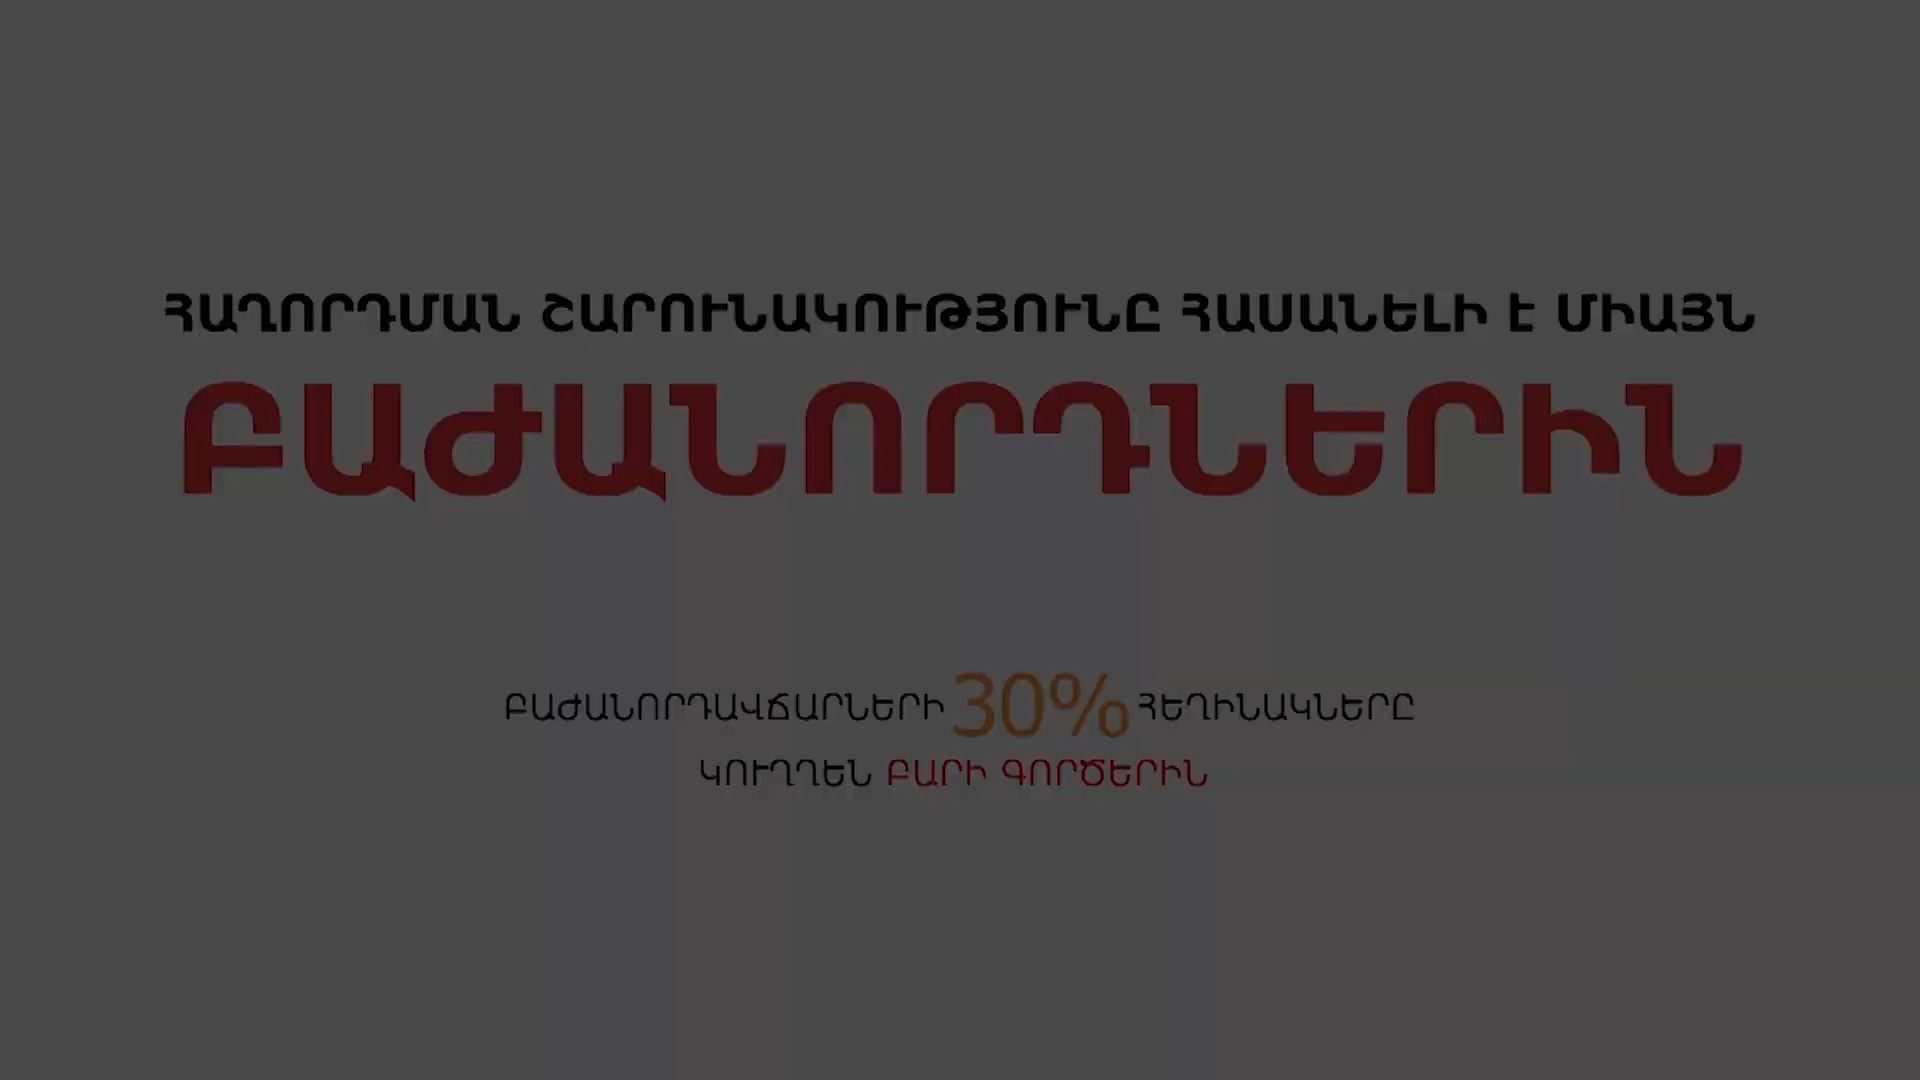 ՀԱՂՈՐԴՄԱՆ ՇԱՐՈՒՆԱԿՈՒԹՅՈՒՆԸ ՀԱՍԱՆԵԼԻ Է ՄԻԱՅՆ
ԲԱԺԱՆՈՐԴՆԵՐԻՆ
ԲԱԺԱՆՈՐԴԱՎՃԱՐՆԵՐԻ 30% ՀԵՂԻՆԱԿՆԵՐԸ
ԿՈՒՂՂԵՆ ԲԱՐԻ ԳՈՐԾԵՐԻՆ